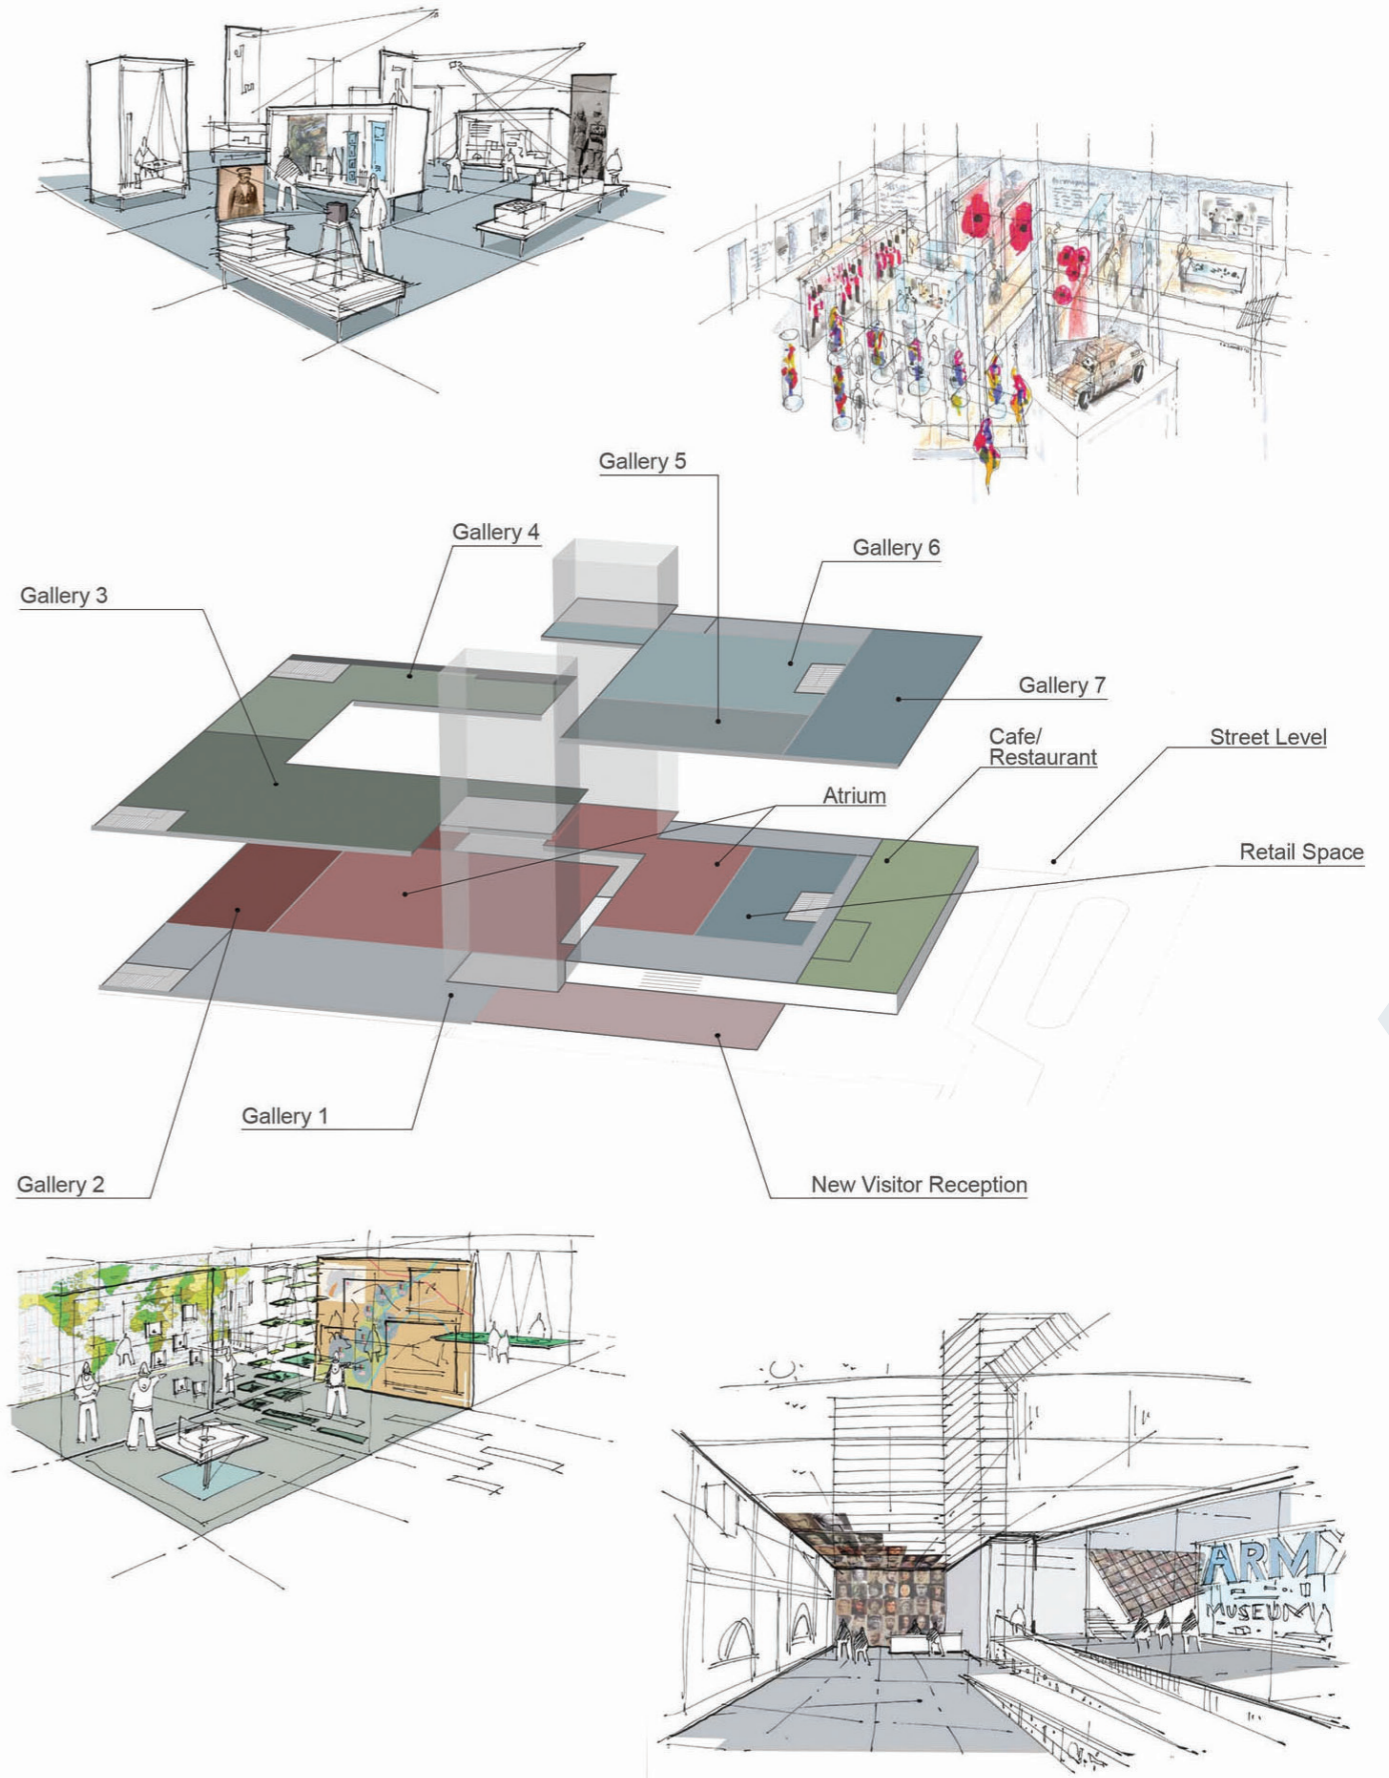 Gallery 5
Gallery 4
Gallery 6
Gallery 3
Gallery 7
Cafe/
Restaurant
Street Level
Atrium
Retail Space
Gallery 1
Gallery 2
New Visitor Reception
ARMY
MUSEUM